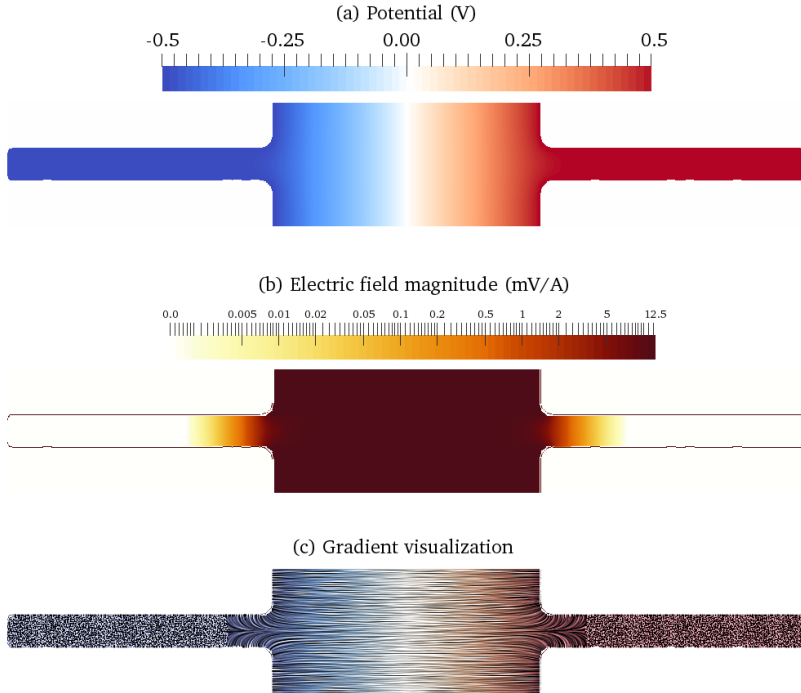 (a) Potential (V)
-0.5 -0.25 0.00 0.25 0.5
(b) Electric field magnitude (mV/A)
0.0 0.005 0.01 0.02 0.05 0.1 0.2 0.5 1 2 5 12.5
(c) Gradient visualization